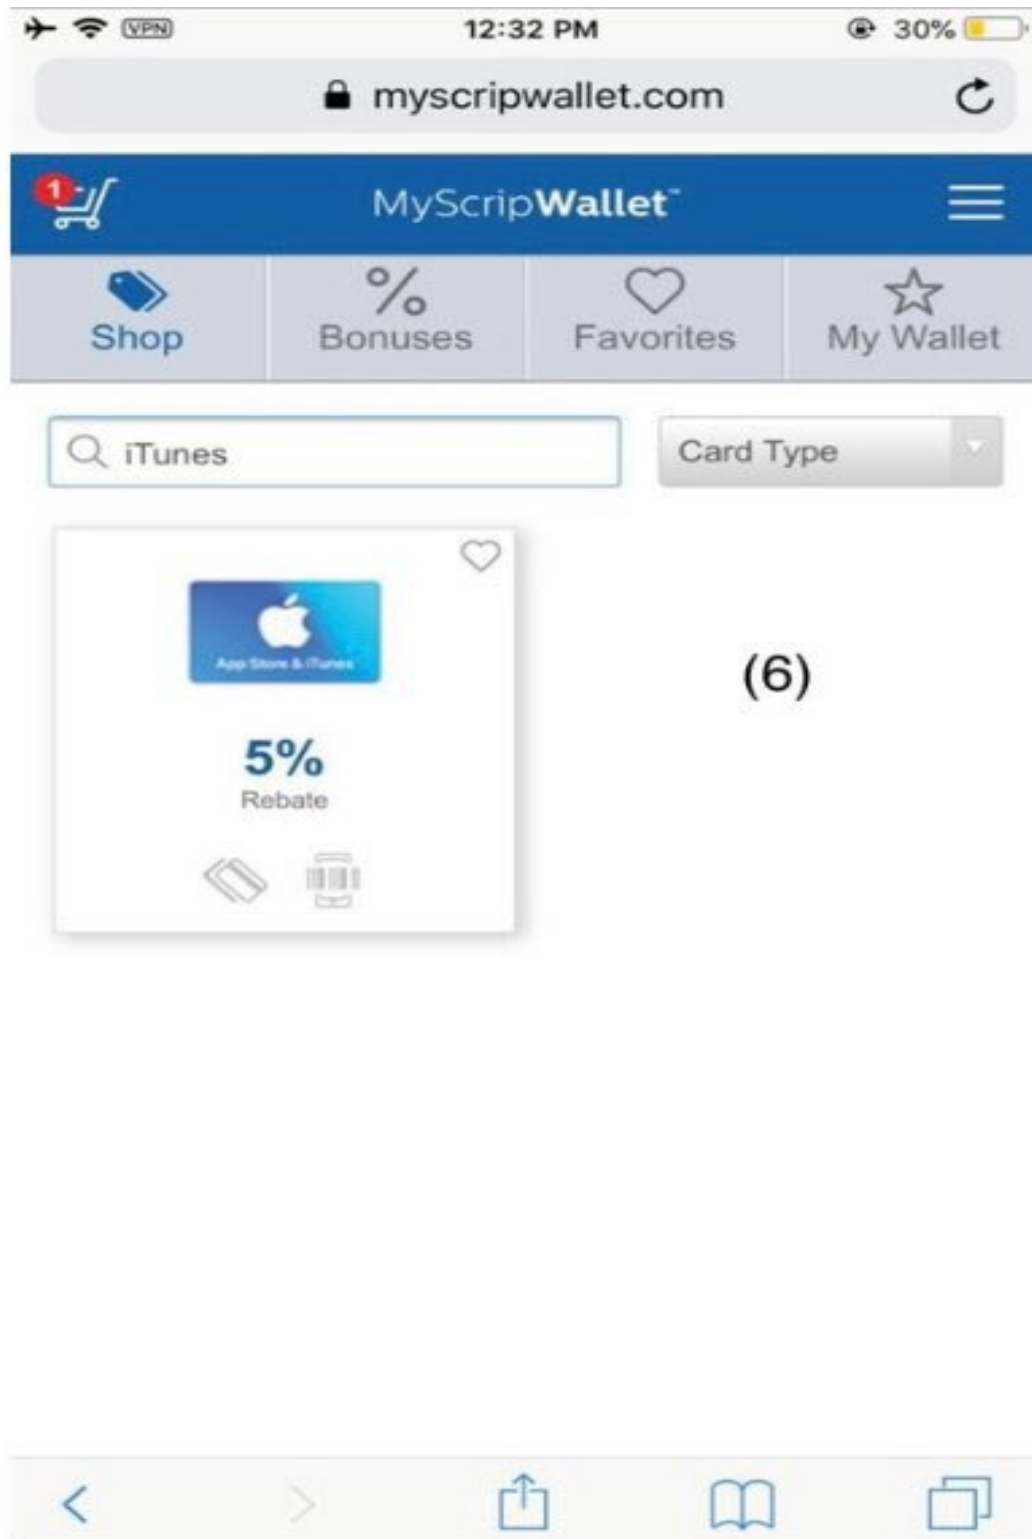 VPN 12:32 PM 30%
myscripwallet.com
1 MyScripWallet™
Shop Bonuses Favorites My Wallet
iTunes Card Type
App Store & iTunes
(6)
5%
Rebate